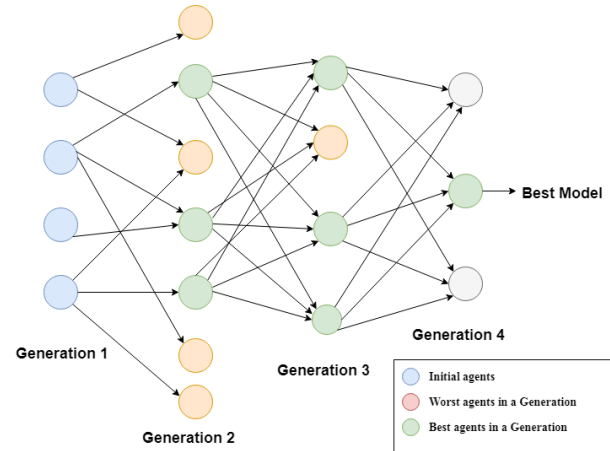 Best Model
Generation 1
Generation 2
Generation 3
Generation 4
Initial agents
Worst agents in a Generation
Best agents in a Generation